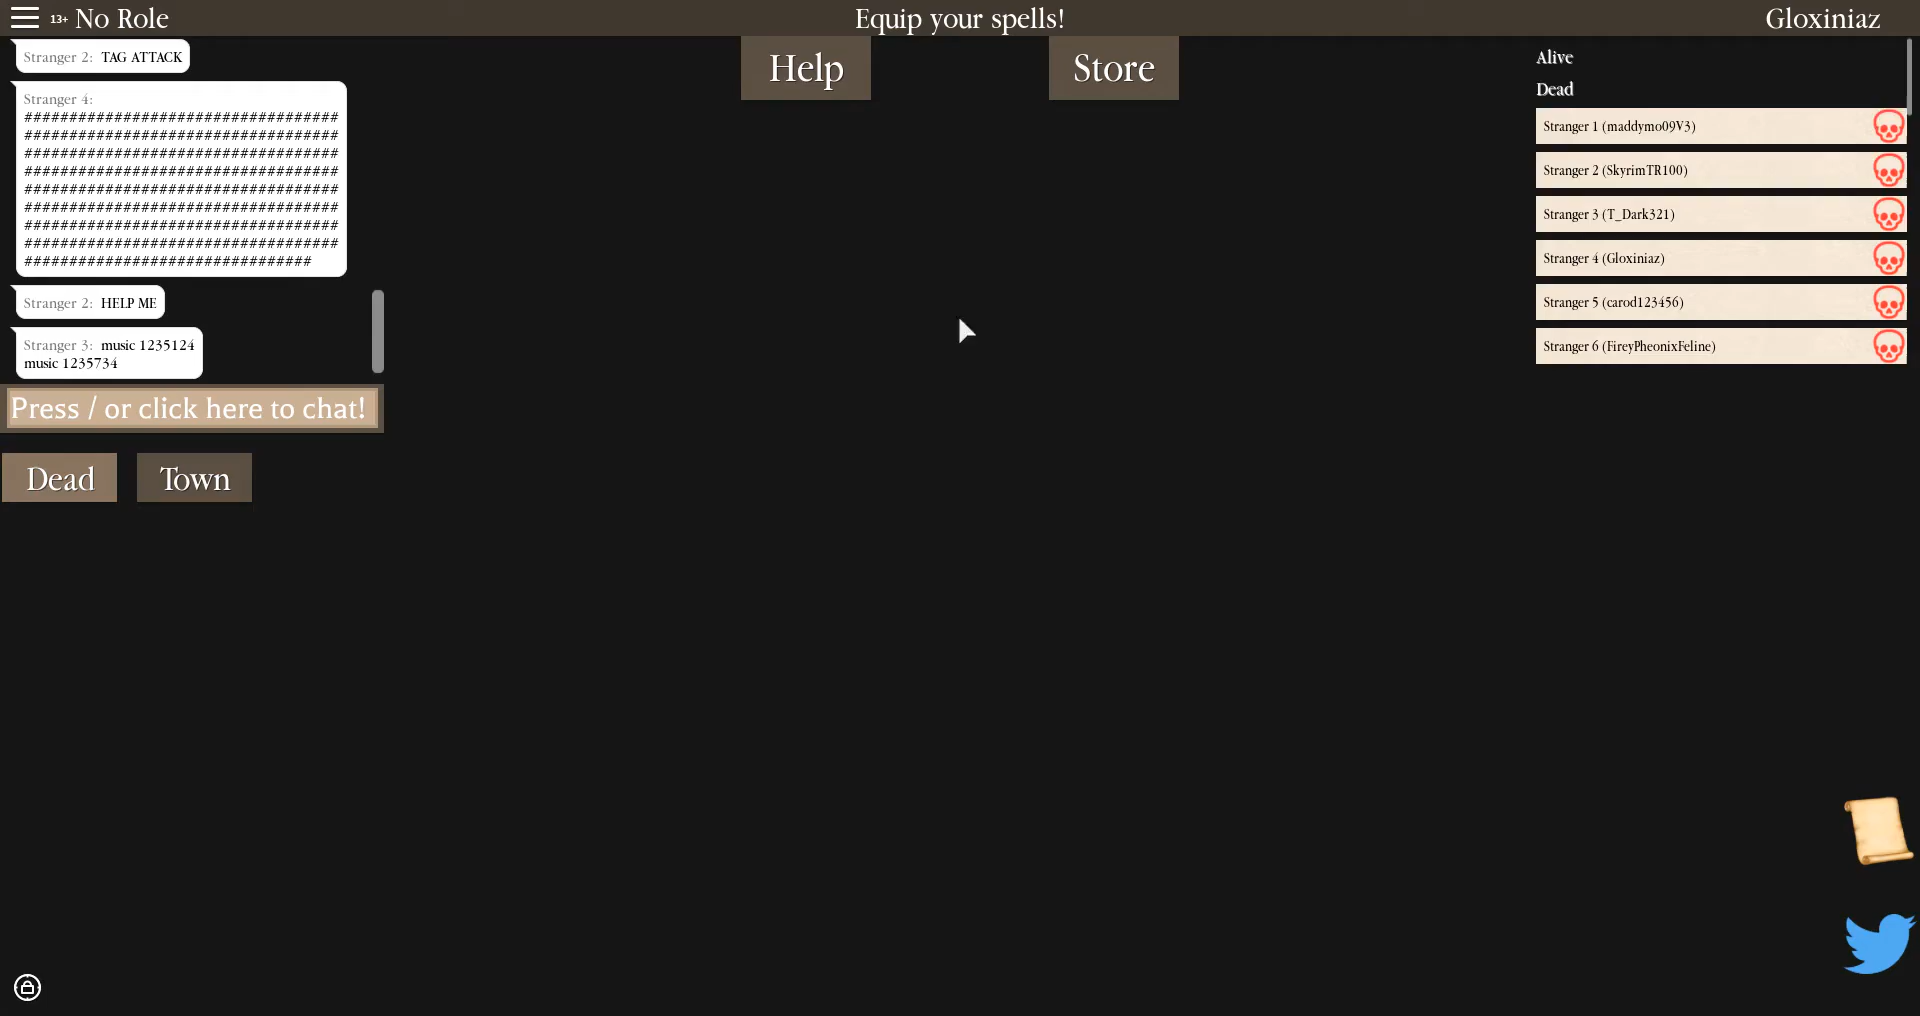 13+ No Role
Equip your spells!
Gloxiniaz
Stranger 2: TAG ATTACK
Stranger 4:
###################################
###################################
###################################
###################################
###################################
###################################
###################################
###################################
################################
Stranger 2: HELP ME
Stranger 3: music 1235124
music 1235734
Press / or click here to chat!
Dead
Town
Help
Store
Alive
Dead
Stranger 1 (maddymo09V3)
Stranger 2 (SkyrimTR100)
Stranger 3 (T_Dark321)
Stranger 4 (Gloxiniaz)
Stranger 5 (carod123456)
Stranger 6 (FireyPheonixFeline)